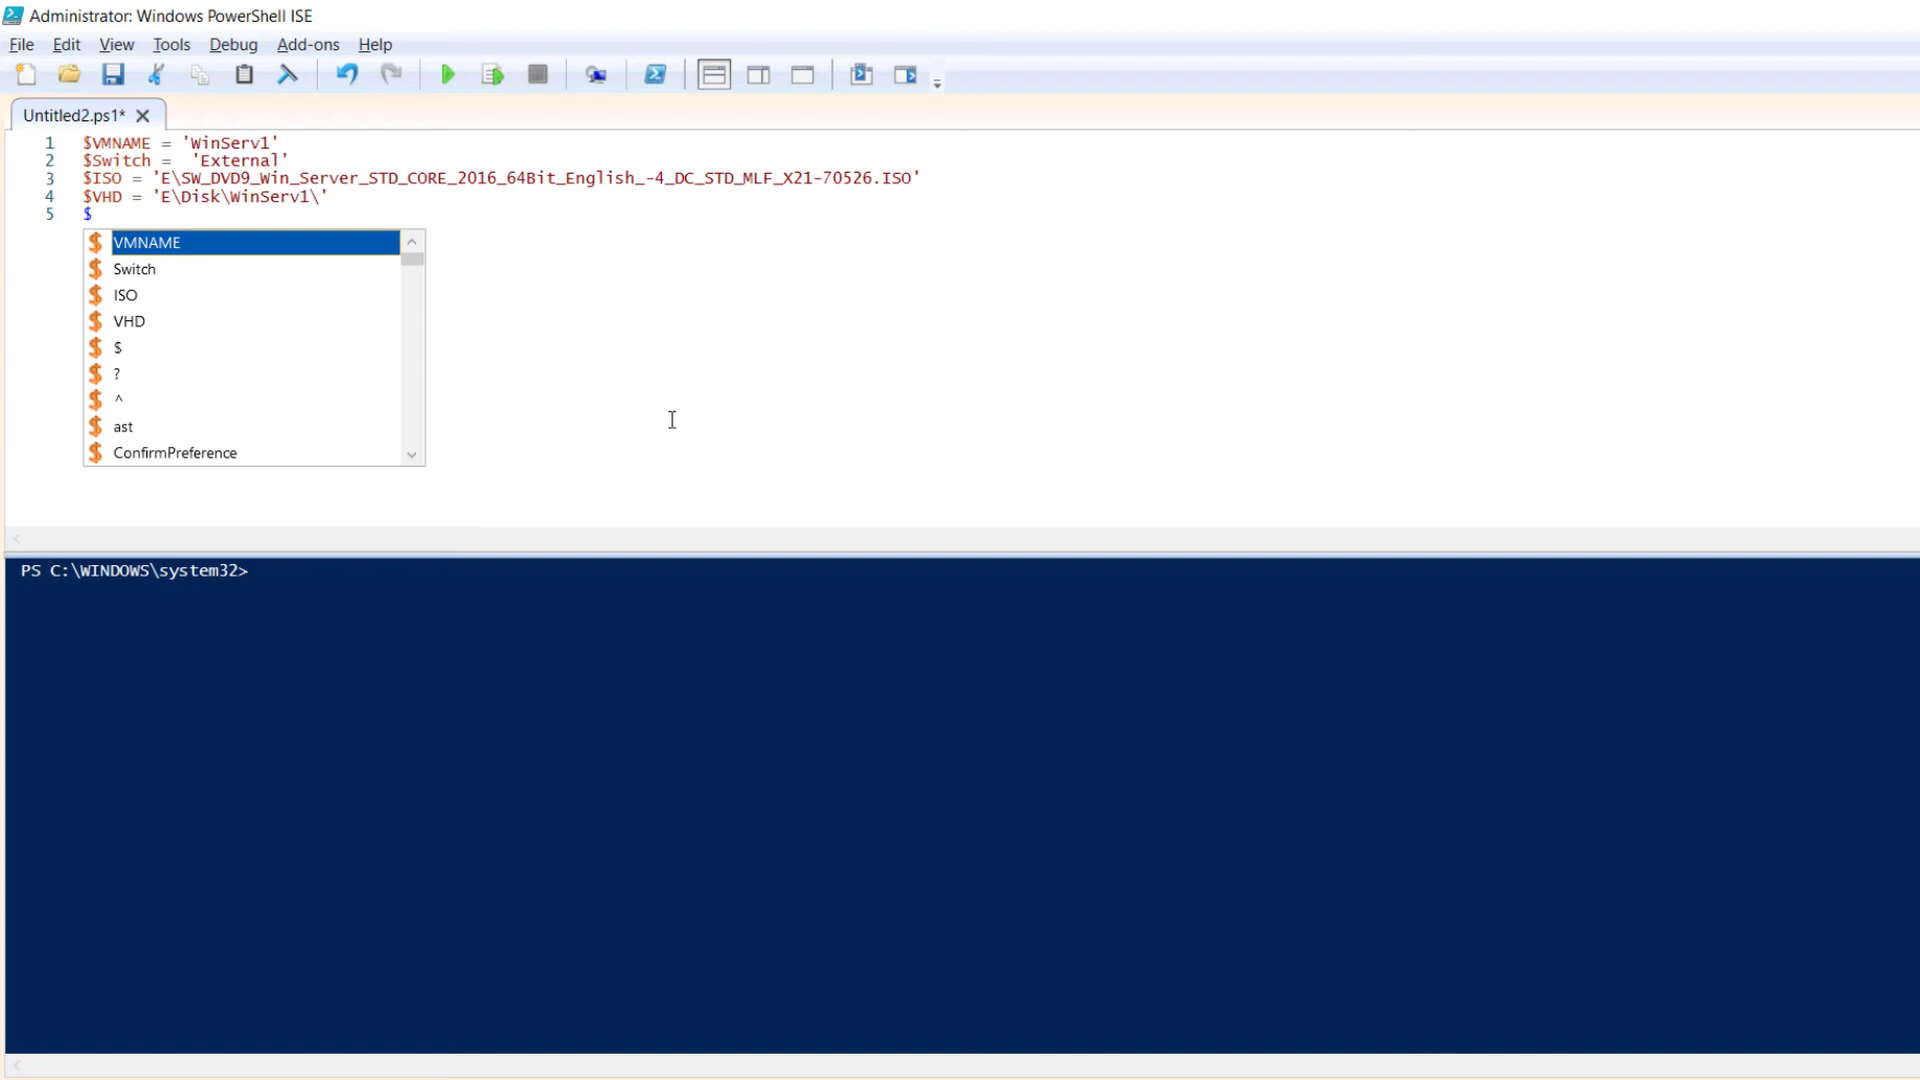 Administrator: Windows PowerShell ISE
File Edit View Tools Debug Add-ons Help
Untitled2.ps1*
1 $VMNAME = 'WinServ1'
2 $Switch =  'External'
3 $ISO = 'E\SW_DVD9_Win_Server_STD_CORE_2016_64Bit_English_-4_DC_STD_MLF_X21-70526.ISO'
4 $VHD = 'E\Disk\WinServ1\'
5 $
VMNAME
Switch
ISO
VHD
$
?
^
ast
ConfirmPreference
PS C:\WINDOWS\system32>